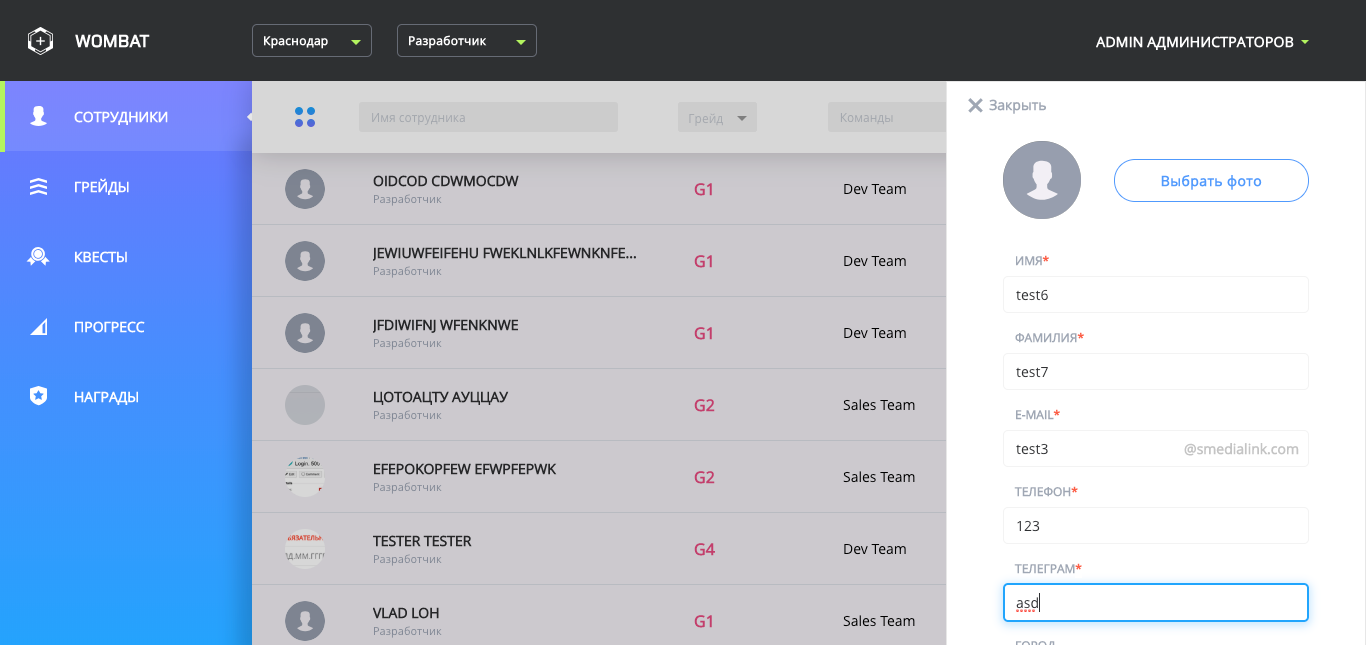 WOMBAT
Краснодар
Разработчик
ADMIN АДМИНИСТРАТОРОВ
СОТРУДНИКИ
ГРЕЙДЫ
КВЕСТЫ
ПРОГРЕСС
НАГРАДЫ
Имя сотрудника
Грейд
Команды
OIDCOD CDWMOCDW
Разработчик
G1
Dev Team
JEWIUWFEIFEHU FWEKLNLKFEWNKNFE...
Разработчик
G1
Dev Team
JFDIWIFNJ WFENKNWE
Разработчик
G1
Dev Team
ЦОТОАЦТУ АУЦЦАУ
Разработчик
G2
Sales Team
Login
EFEPOKOPFEW EFWPFEPWK
Разработчик
G2
Sales Team
TESTER TESTER
Разработчик
G4
Dev Team
VLAD LOH
Разработчик
G1
Sales Team
Закрыть
Выбрать фото
ИМЯ*
test6
ФАМИЛИЯ*
test7
E-MAIL*
test3
@smedialink.com
ТЕЛЕФОН*
123
ТЕЛЕГРАМ*
asd
ГОРОД